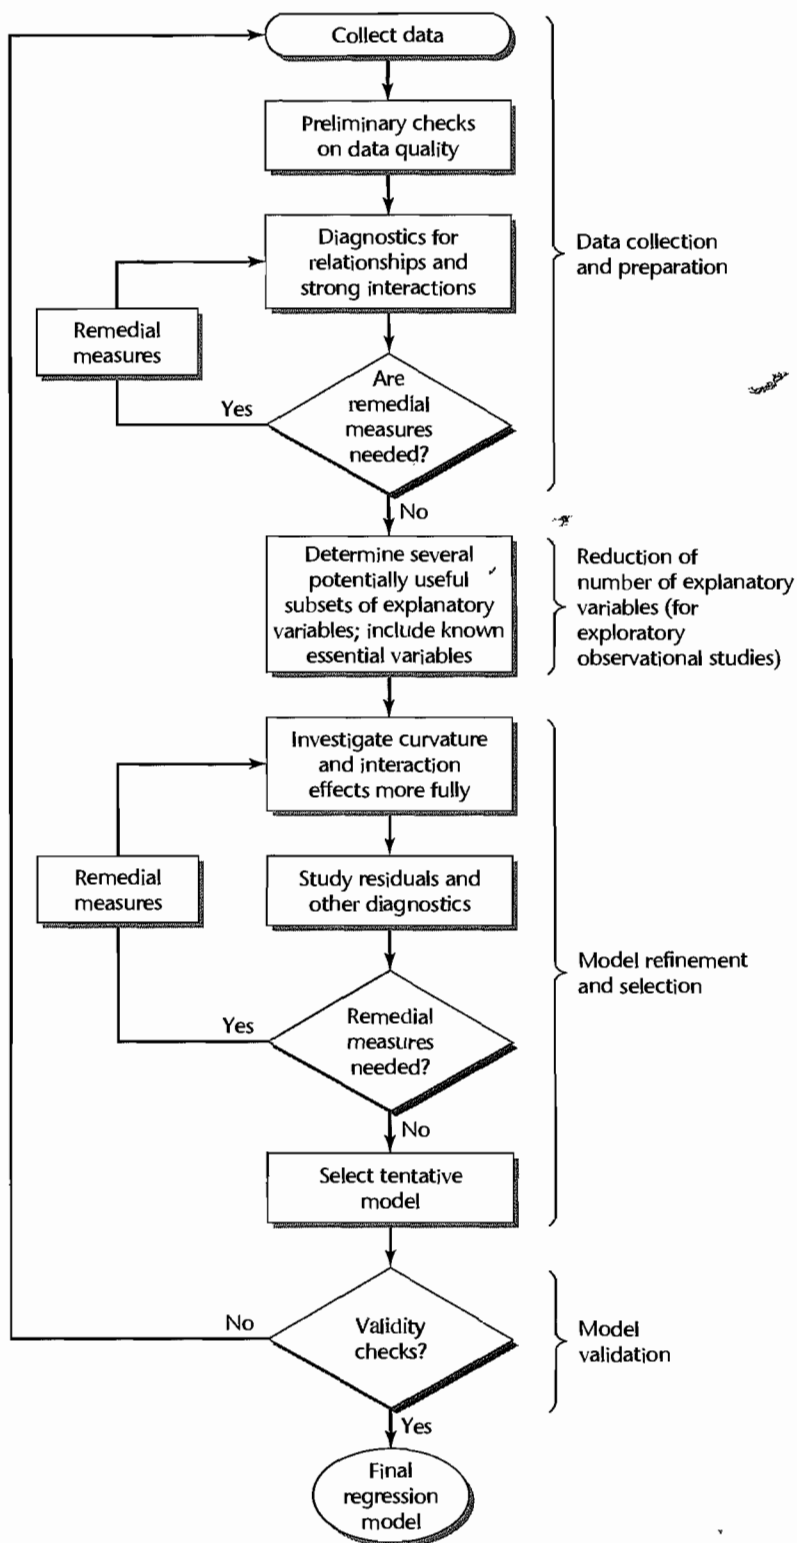 Collect data
Preliminary checks
on data quality
Diagnostics for
relationships and
strong interactions
Data collection
and preparation
Remedial
measures
Are
remedial
measures
needed?
Yes
No
Determine several
potentially useful
subsets of explanatory
variables; include known
essential variables
Reduction of
number of explanatory
variables (for
exploratory
observational studies)
Investigate curvature
and interaction
effects more fully
Remedial
measures
Study residuals and
other diagnostics
Model refinement
and selection
Yes
Remedial
measures
needed?
No
Select tentative
model
No
Validity
checks?
Model
validation
Yes
Final
regression
model